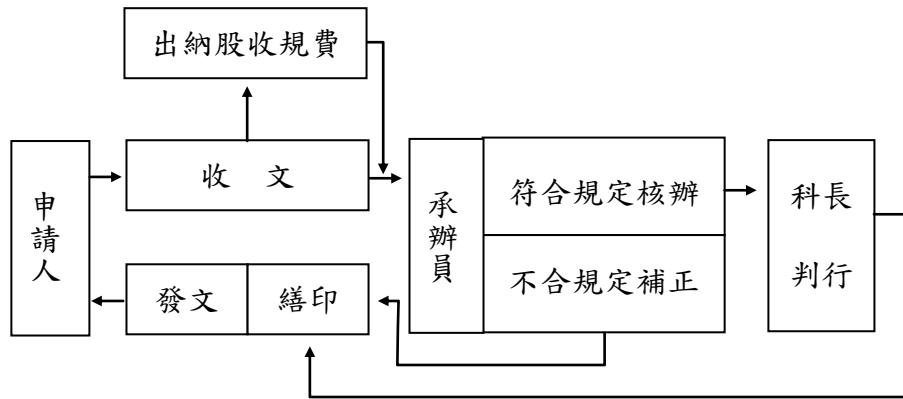 出納股收規費
申請人
收　文
承辦員
符合規定核辦
不合規定補正
科長
判行
發文
繕印